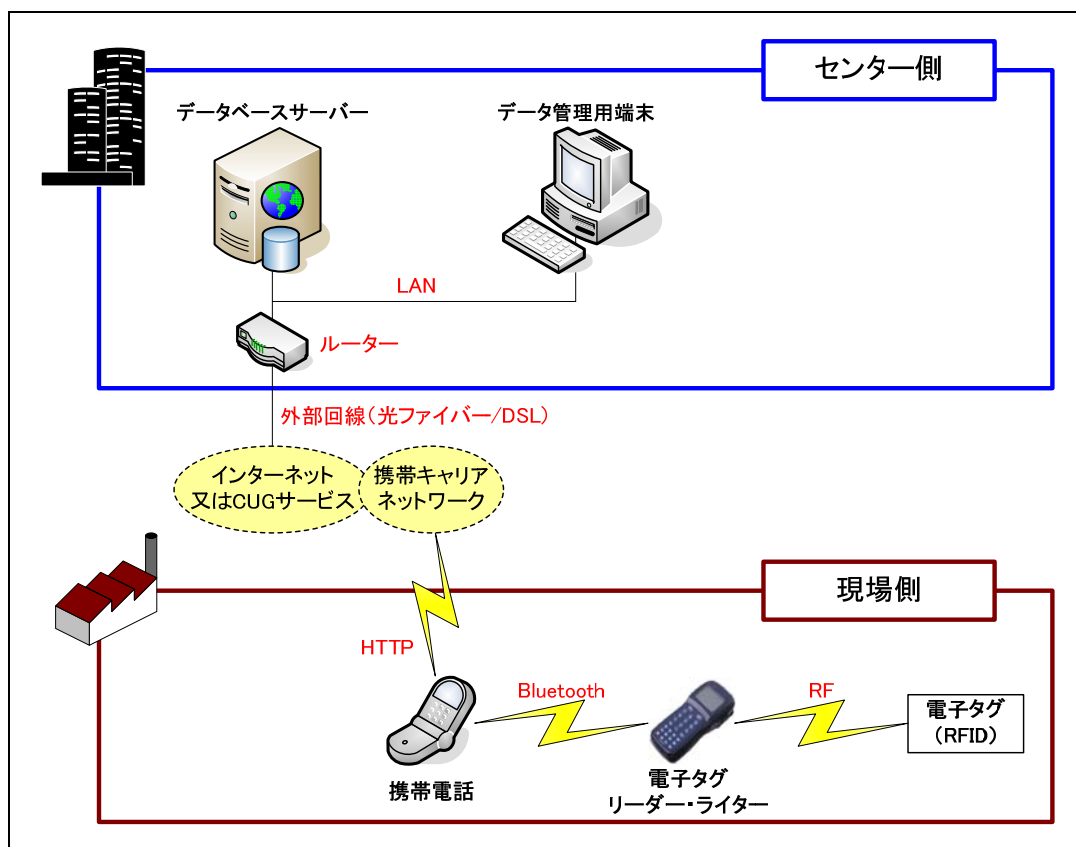 センター側
データベースサーバー
データ管理用端末
LAN
ルーター
外部回線(光ファイバー/DSL)
インターネット
又はCUGサービス
携帯キャリア
ネットワーク
現場側
HTTP
Bluetooth
RF
電子タグ
(RFID)
携帯電話
電子タグ
リーダー・ライター